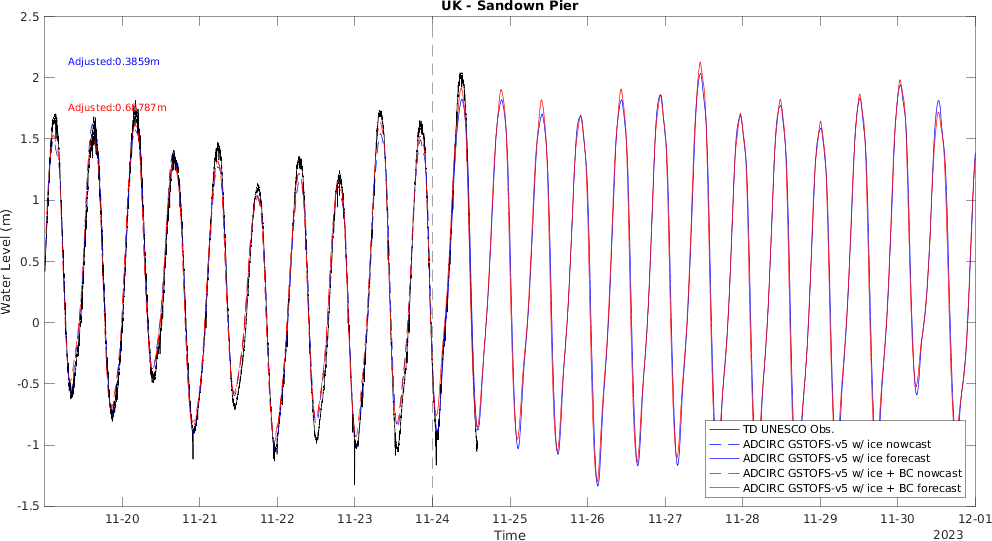 UK - Sandown Pier
2.5
2
1.5
1
0.5
0
-0.5
-1
-1.5
Water Level (m)
Adjusted:0.3859m
TD UNESCO Obs.
ADCIRC GSTOFS-v5 w/ ice nowcast
ADCIRC GSTOFS-v5 w/ ice forecast
ADCIRC GSTOFS-v5 w/ ice + BC nowcast
ADCIRC GSTOFS-v5 w/ ice + BC forecast
11-20 11-21 11-22 11-23 11-24 11-25 11-26 11-27 11-28 11-29 11-30 12-01
Time
2023